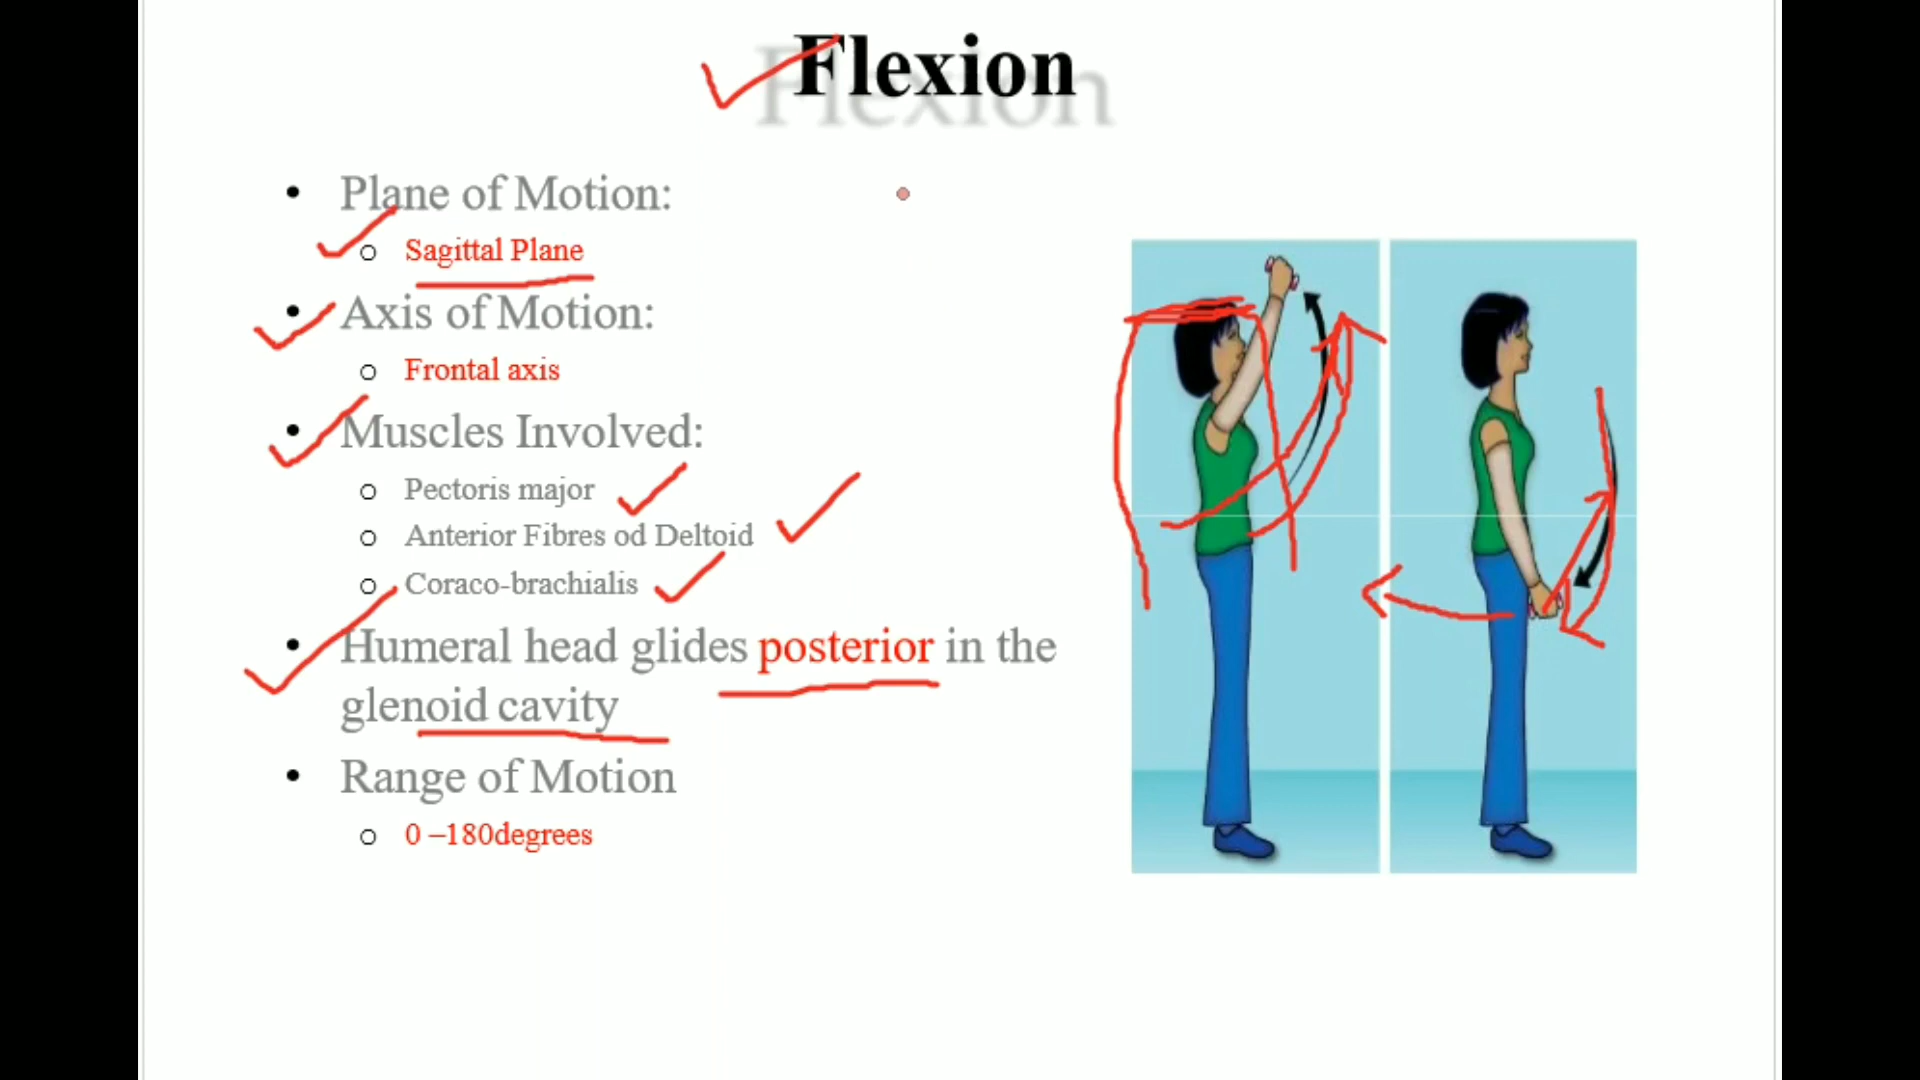 Flexion
• Plane of Motion:
o Sagittal Plane
• Axis of Motion:
o Frontal axis
• Muscles Involved:
o Pectoris major
o Anterior Fibres od Deltoid
o Coraco-brachialis
• Humeral head glides posterior in the
glenoid cavity
• Range of Motion
o 0 –180degrees